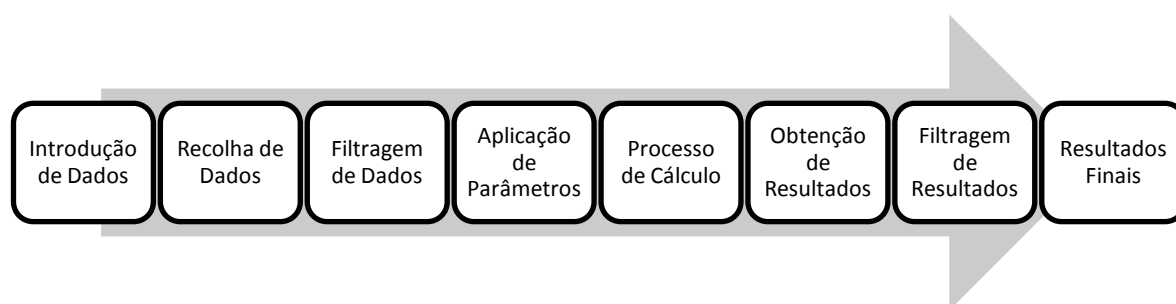 Introdução
de Dados
Recolha de
Dados
Filtragem
de Dados
Aplicação
de
Parâmetros
Processo
de Cálculo
Obtenção
de
Resultados
Filtragem
de
Resultados
Resultados
Finais